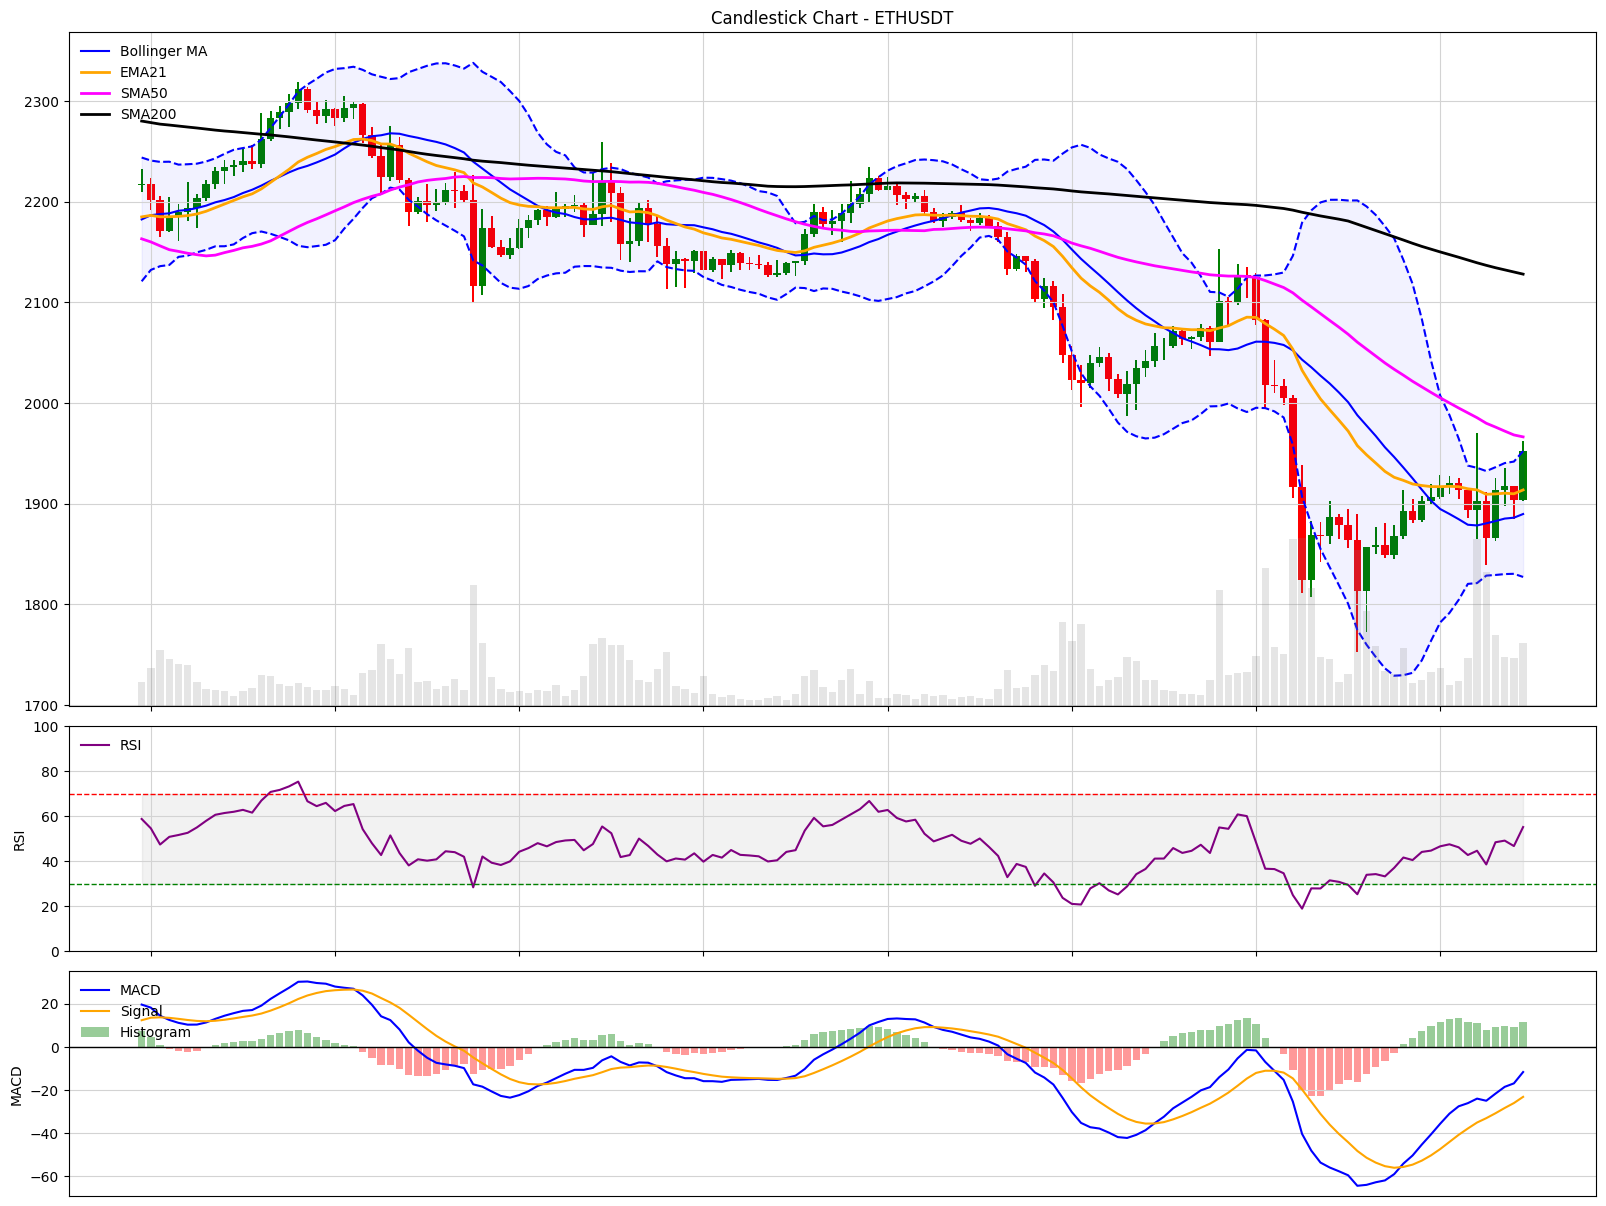 Candlestick Chart - ETHUSDT
Bollinger MA
EMA21
SMA50
SMA200
2300
2200
2100
2000
1900
1800
1700
RSI
RSI
100
80
60
40
20
0
MACD
Signal
Histogram
MACD
20
0
−20
−40
−60